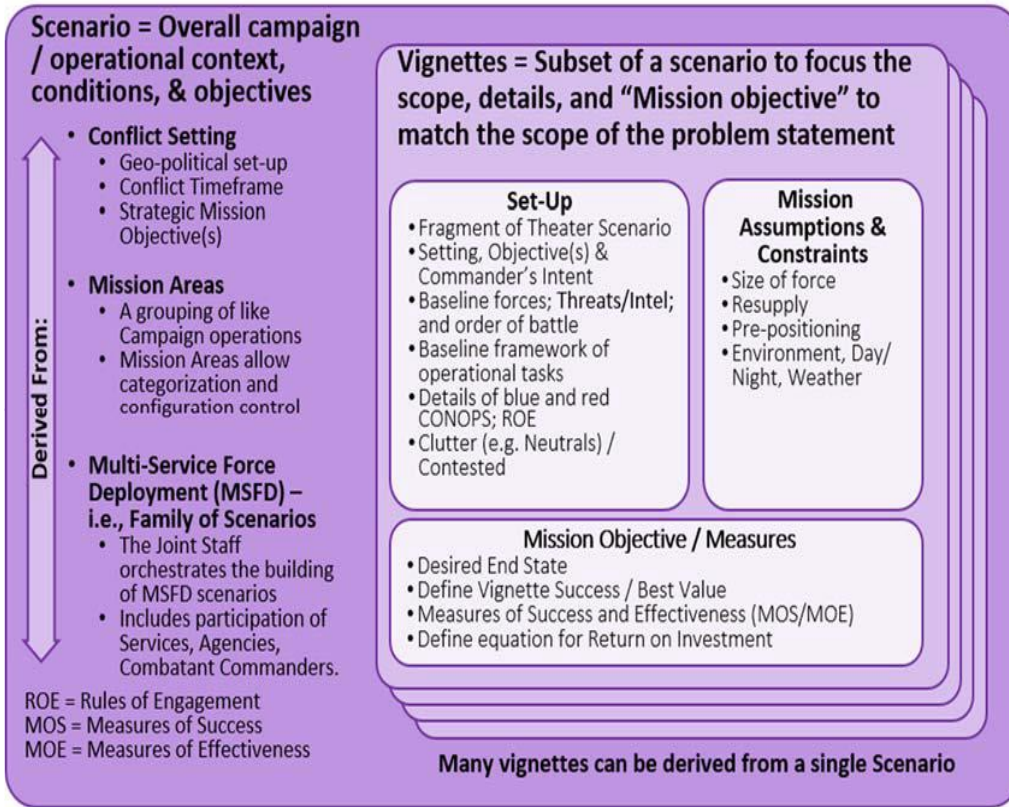 Scenario = Overall campaign
/ operational context,
conditions, & objectives
Derived From:
• Conflict Setting
• Geo-political set-up
• Conflict Timeframe
• Strategic Mission
Objective(s)
• Mission Areas
• A grouping of like
Campaign operations
• Mission Areas allow
categorization and
configuration control
• Multi-Service Force
Deployment (MSFD) –
i.e., Family of Scenarios
• The Joint Staff
orchestrates the building
of MSFD scenarios
• Includes participation of
Services, Agencies,
Combatant Commanders.
ROE = Rules of Engagement
MOS = Measures of Success
MOE = Measures of Effectiveness
Vignettes = Subset of a scenario to focus the
scope, details, and “Mission objective” to
match the scope of the problem statement
Set-Up
• Fragment of Theater Scenario
• Setting, Objective(s) &
Commander’s Intent
• Baseline forces; Threats/Intel;
and order of battle
• Baseline framework of
operational tasks
• Details of blue and red
CONOPS; ROE
• Clutter (e.g. Neutrals) /
Contested
Mission
Assumptions &
Constraints
• Size of force
• Resupply
• Pre-positioning
• Environment, Day/
Night, Weather
Mission Objective / Measures
• Desired End State
• Define Vignette Success / Best Value
• Measures of Success and Effectiveness (MOS/MOE)
• Define equation for Return on Investment
Many vignettes can be derived from a single Scenario